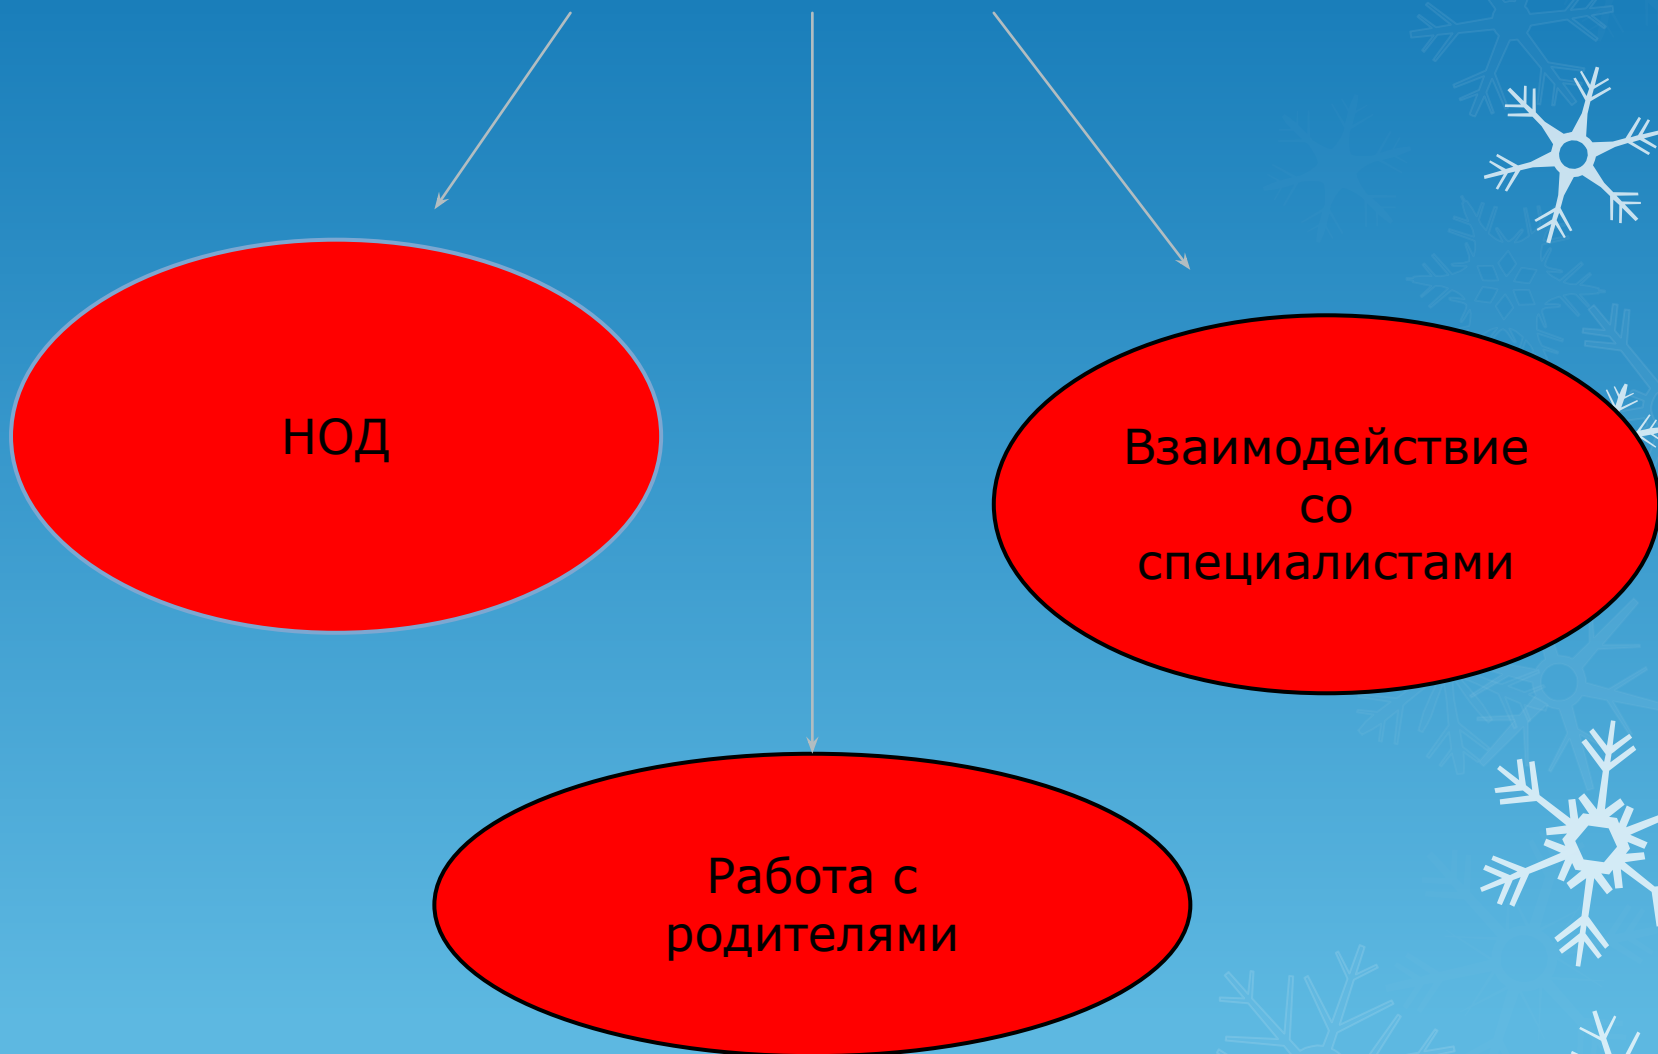 НОД
Взаимодействие
со
специалистами
Работа с
родителями